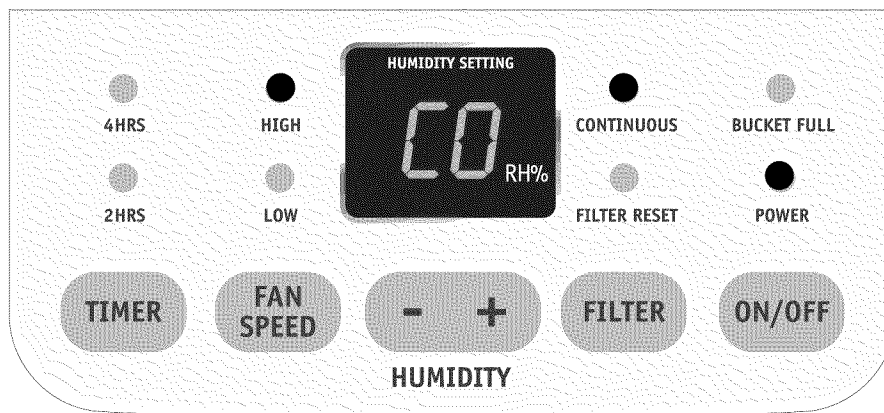 HUMIDITY SETTING
CO
RH%
4HRS
HIGH
CONTINUOUS
BUCKET FULL
2HRS
LOW
FILTER RESET
POWER
TIMER
FAN
SPEED
- +
FILTER
ON/OFF
HUMIDITY